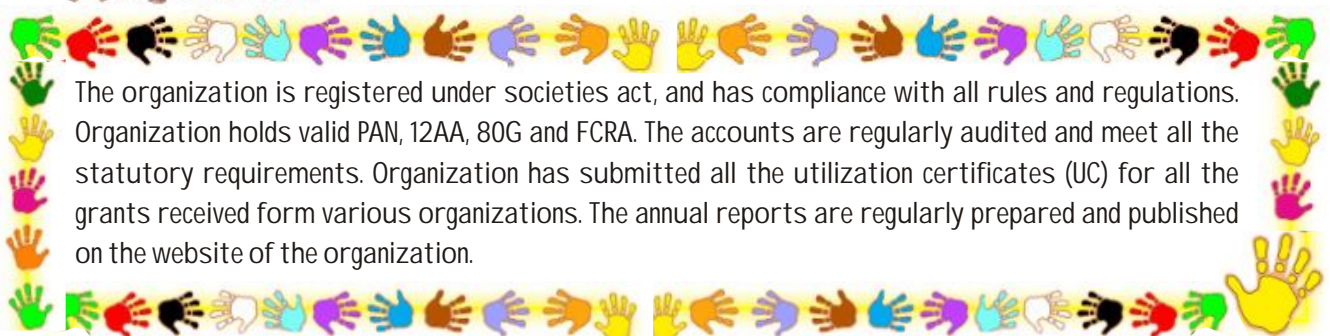 The organization is registered under societies act, and has compliance with all rules and regulations.
Organization holds valid PAN, 12AA, 80G and FCRA. The accounts are regularly audited and meet all the
statutory requirements. Organization has submitted all the utilization certificates (UC) for all the
grants received form various organizations. The annual reports are regularly prepared and published
on the website of the organization.